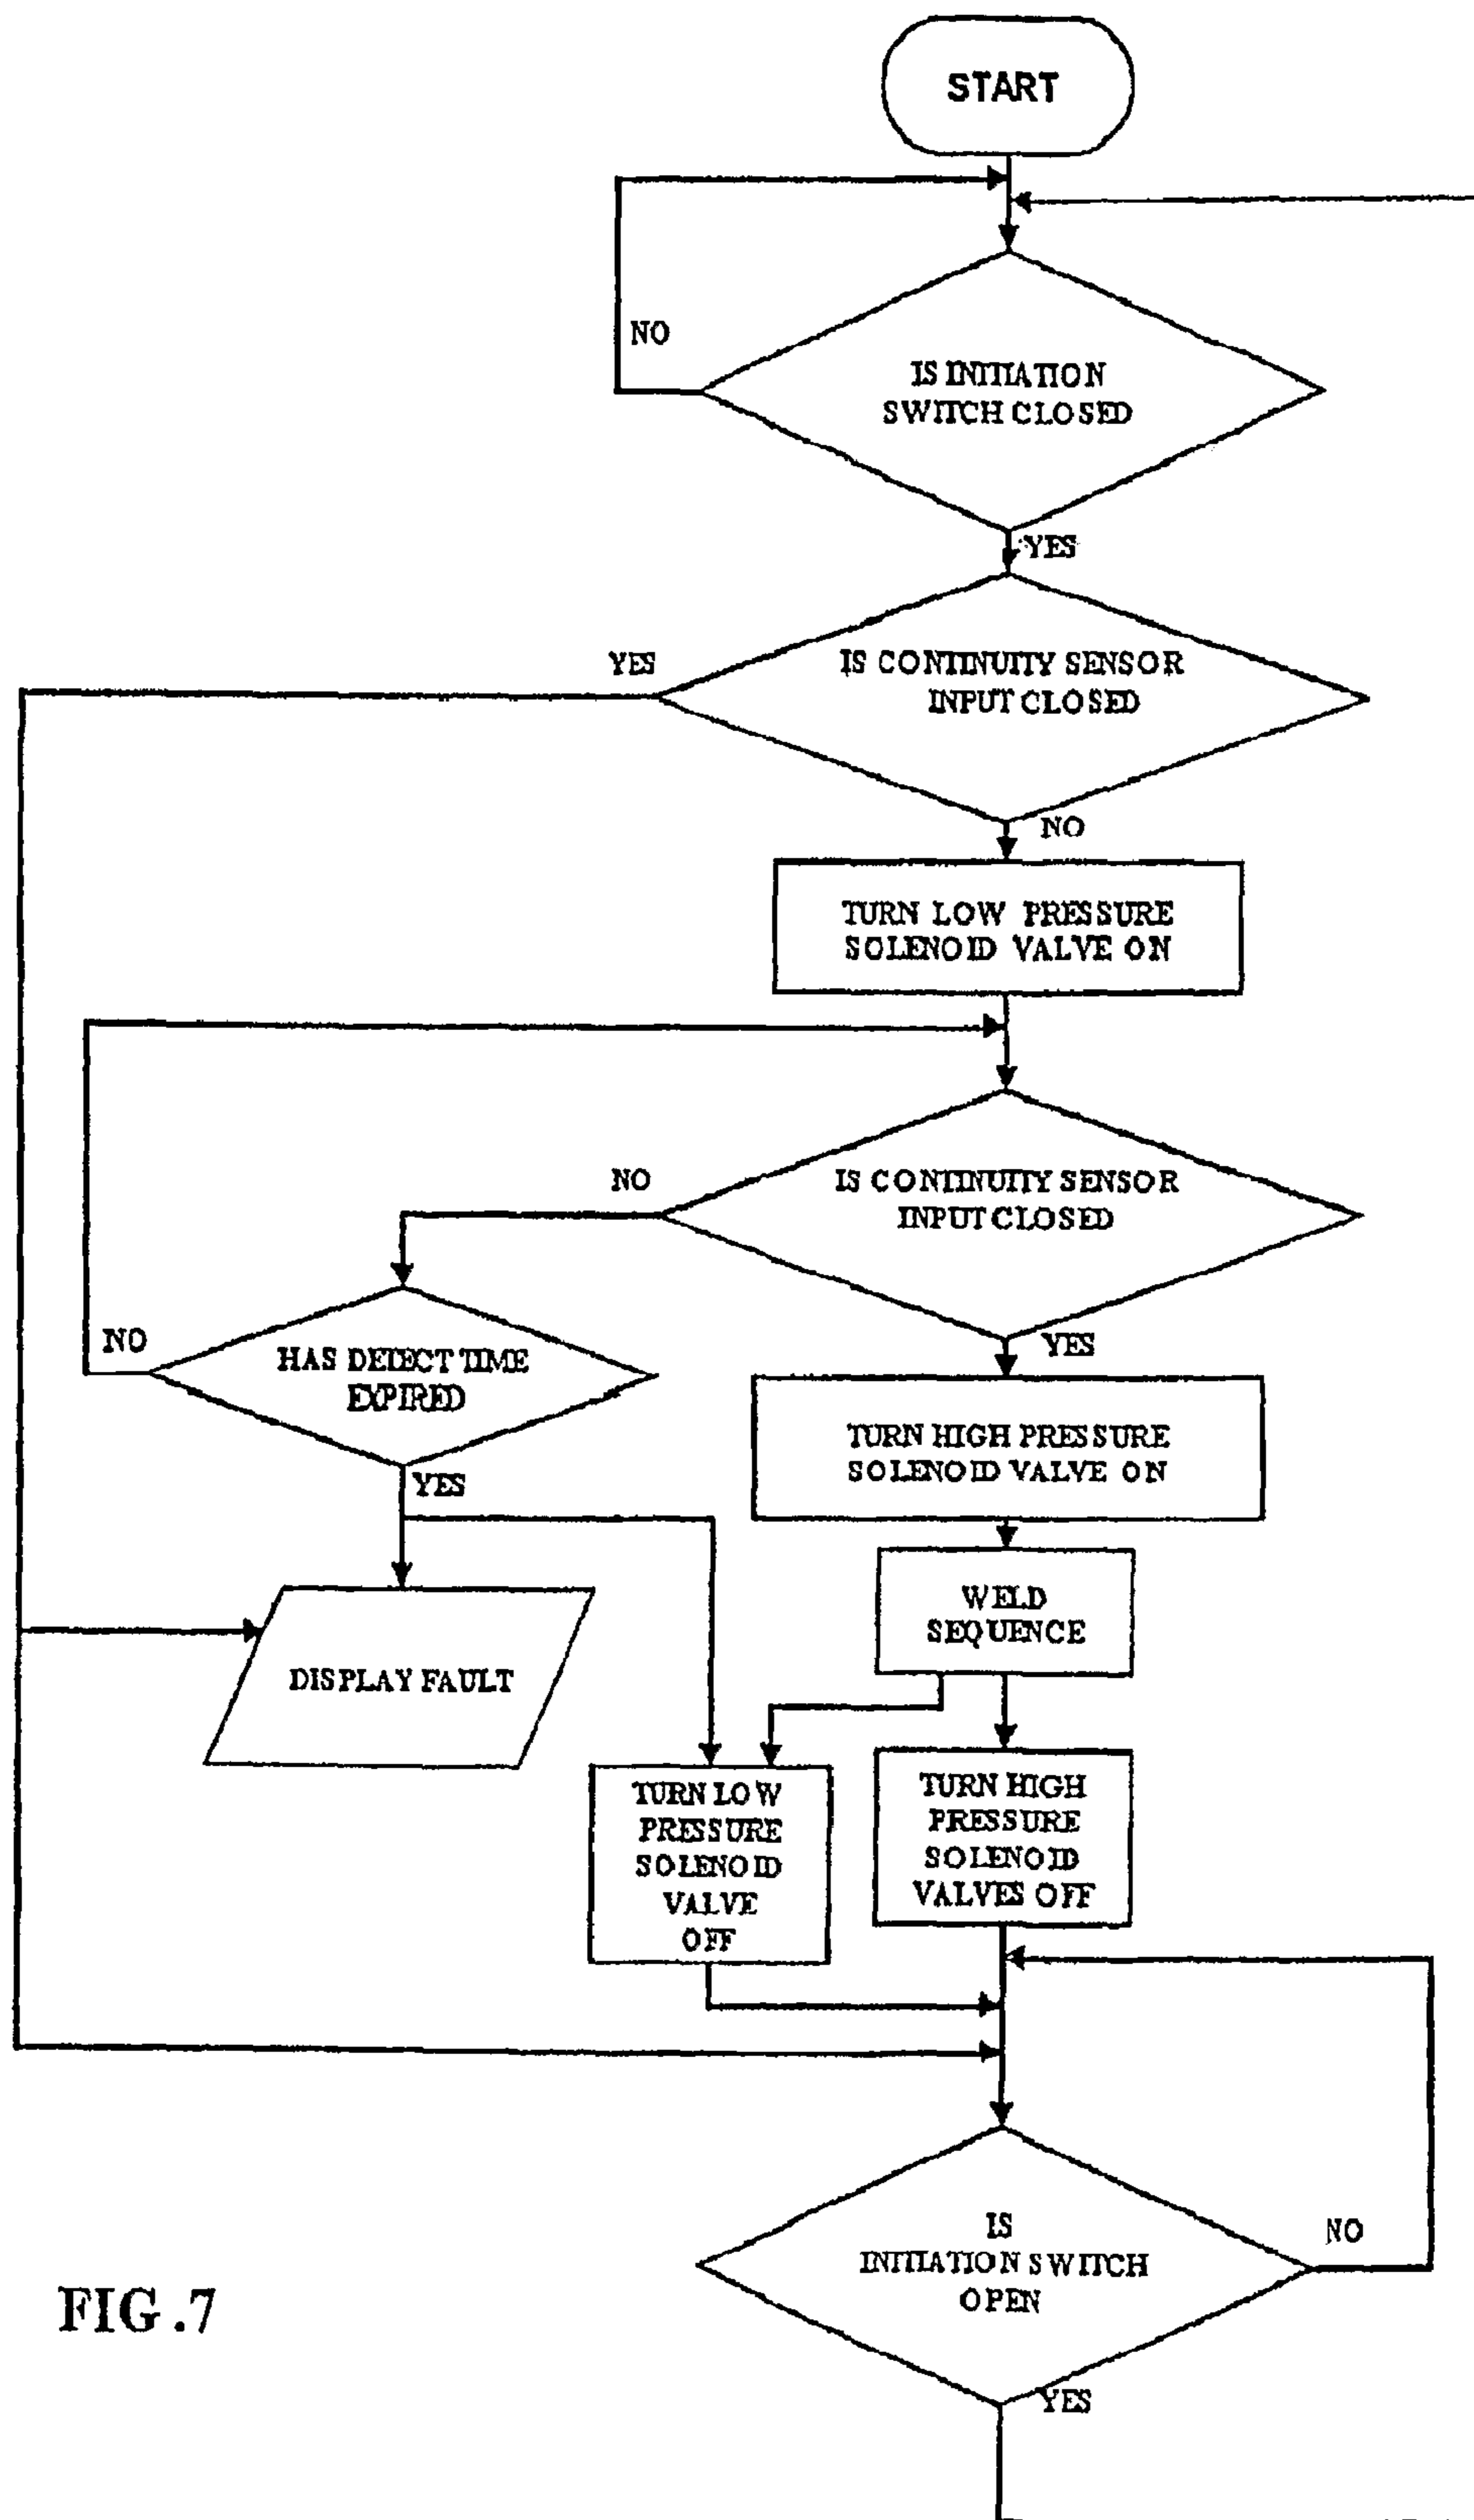 START
NO
IS INITIATION
SWITCH CLOSED
YES
YES
IS CONTINUITY SENSOR
INPUT CLOSED
NO
TURN LOW PRESSURE
SOLENOID VALVE ON
NO
IS CONTINUITY SENSOR
INPUT CLOSED
NO
HAS DETECT TIME
EXPIRED
YES
YES
TURN HIGH PRESSURE
SOLENOID VALVE ON
WELD
SEQUENCE
DISPLAY FAULT
TURN LOW
PRESSURE
SOLENOID
VALVE
OFF
TURN HIGH
PRESSURE
SOLENOID
VALVES OFF
IS
INITIATION SWITCH
OPEN
NO
YES
FIG.7